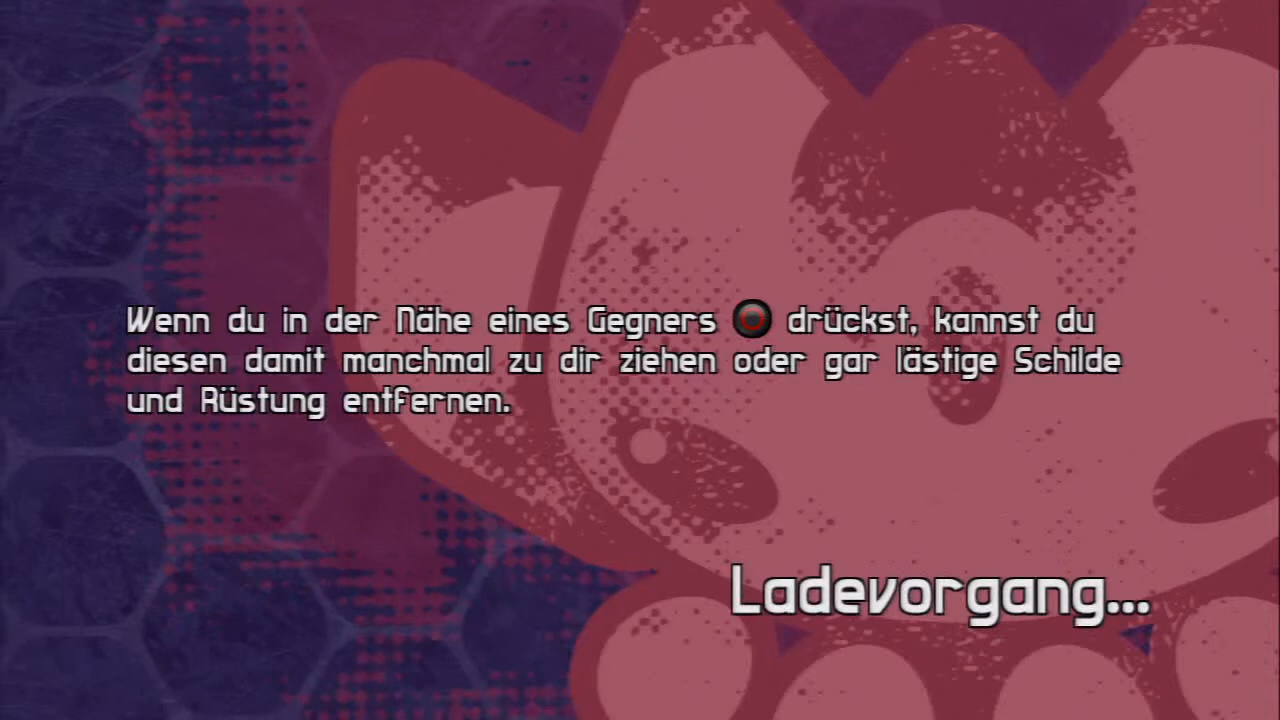 Wenn du in der Nähe eines Gegners drückst, kannst du
diesen damit manchmal zu dir ziehen oder gar lästige Schilde
und Rüstung entfernen.
Ladevorgang...